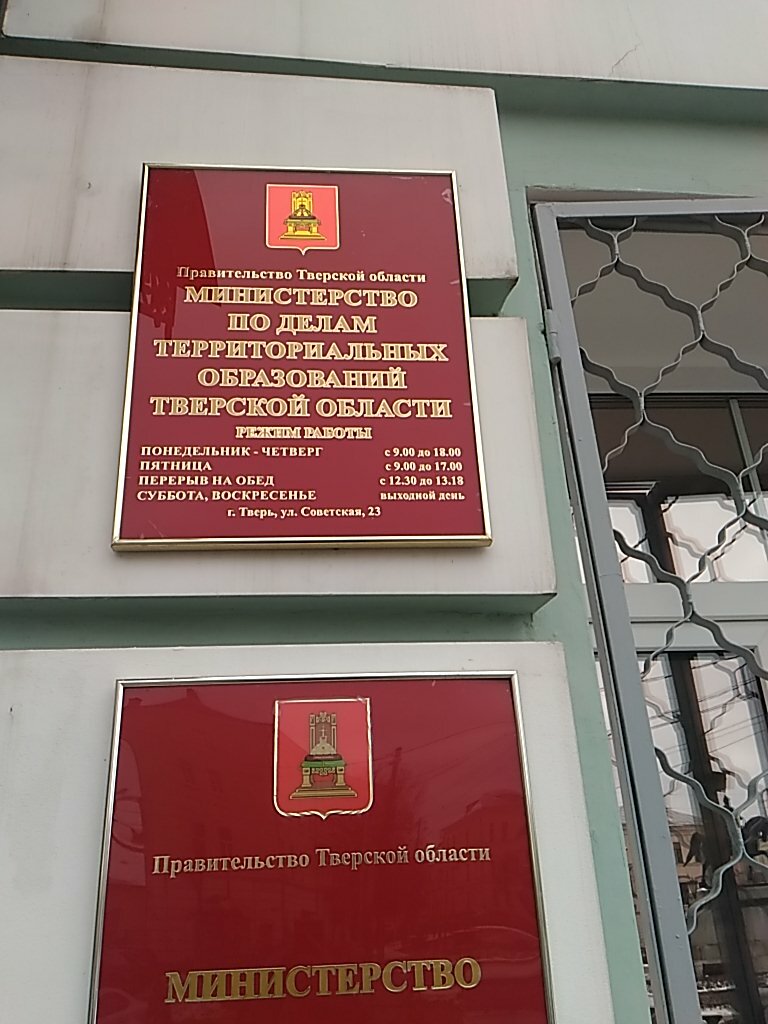 Правительство Тверской области
МИНИСТЕРСТВО
ПО ДЕЛАМ
ТЕРРИТОРИАЛЬНЫХ
ОБРАЗОВАНИЙ
ТВЕРСКОЙ ОБЛАСТИ
РЕЖИМ РАБОТЫ
ПОНЕДЕЛЬНИК - ЧЕТВЕРГ с 9.00 до 18.00
ПЯТНИЦА с 9.00 до 17.00
ПЕРЕРЫВ НА ОБЕД с 12.30 до 13.18
СУББОТА, ВОСКРЕСЕНЬЕ выходной день
г. Тверь, ул. Советская, 23
Правительство Тверской области
МИНИСТЕРСТВО